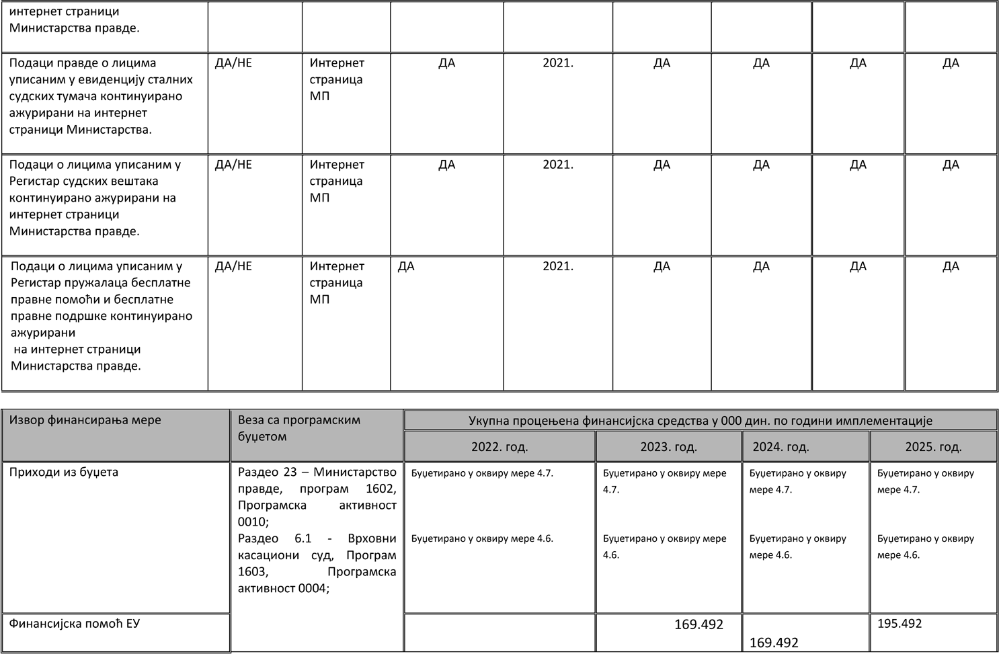 интернет страници
Министарства правде.
Подаци правде о лицима
уписаним у евиденцију сталних
судских тумача континуирано
ажурирани на интернет
страници Министарства.
ДА/НЕ
Интернет
страница
МП
ДА
2021.
ДА
ДА
ДА
ДА
Подаци о лицима уписаним у
Регистар судских вештака
континуирано ажурирани на
интернет страници
Министарства правде.
ДА/НЕ
Интернет
страница
МП
ДА
2021.
ДА
ДА
ДА
ДА
Подаци о лицима уписаним у
Регистар пружалаца бесплатне
правне помоћи и бесплатне
правне подршке континуирано
ажурирани
на интернет страници
Министарства правде.
ДА/НЕ
Интернет
страница
МП
ДА
2021.
ДА
ДА
ДА
ДА
Извор финансирања мере
Веза са програмским
буџетом
Укупна процењена финансијска средства у 000 дин. по години имплементације
2022. год.
2023. год.
2024. год.
2025. год.
Приходи из буџета
Раздео 23 – Министарство
правде, програм 1602,
Програмска активност
0010;
Раздео 6.1 - Врховни
касациони суд, Програм
1603, Програмска
активност 0004;
Буџетирано у оквиру мере 4.7.
Буџетирано у оквиру мере 4.6.
Буџетирано у оквиру мере
4.7.
Буџетирано у оквиру мере
4.6.
Буџетирано у оквиру
мере 4.7.
Буџетирано у оквиру
мере 4.6.
Буџетирано у оквиру
мере 4.7.
Буџетирано у оквиру
мере 4.6.
Финансијска помоћ ЕУ
169.492
169.492
195.492